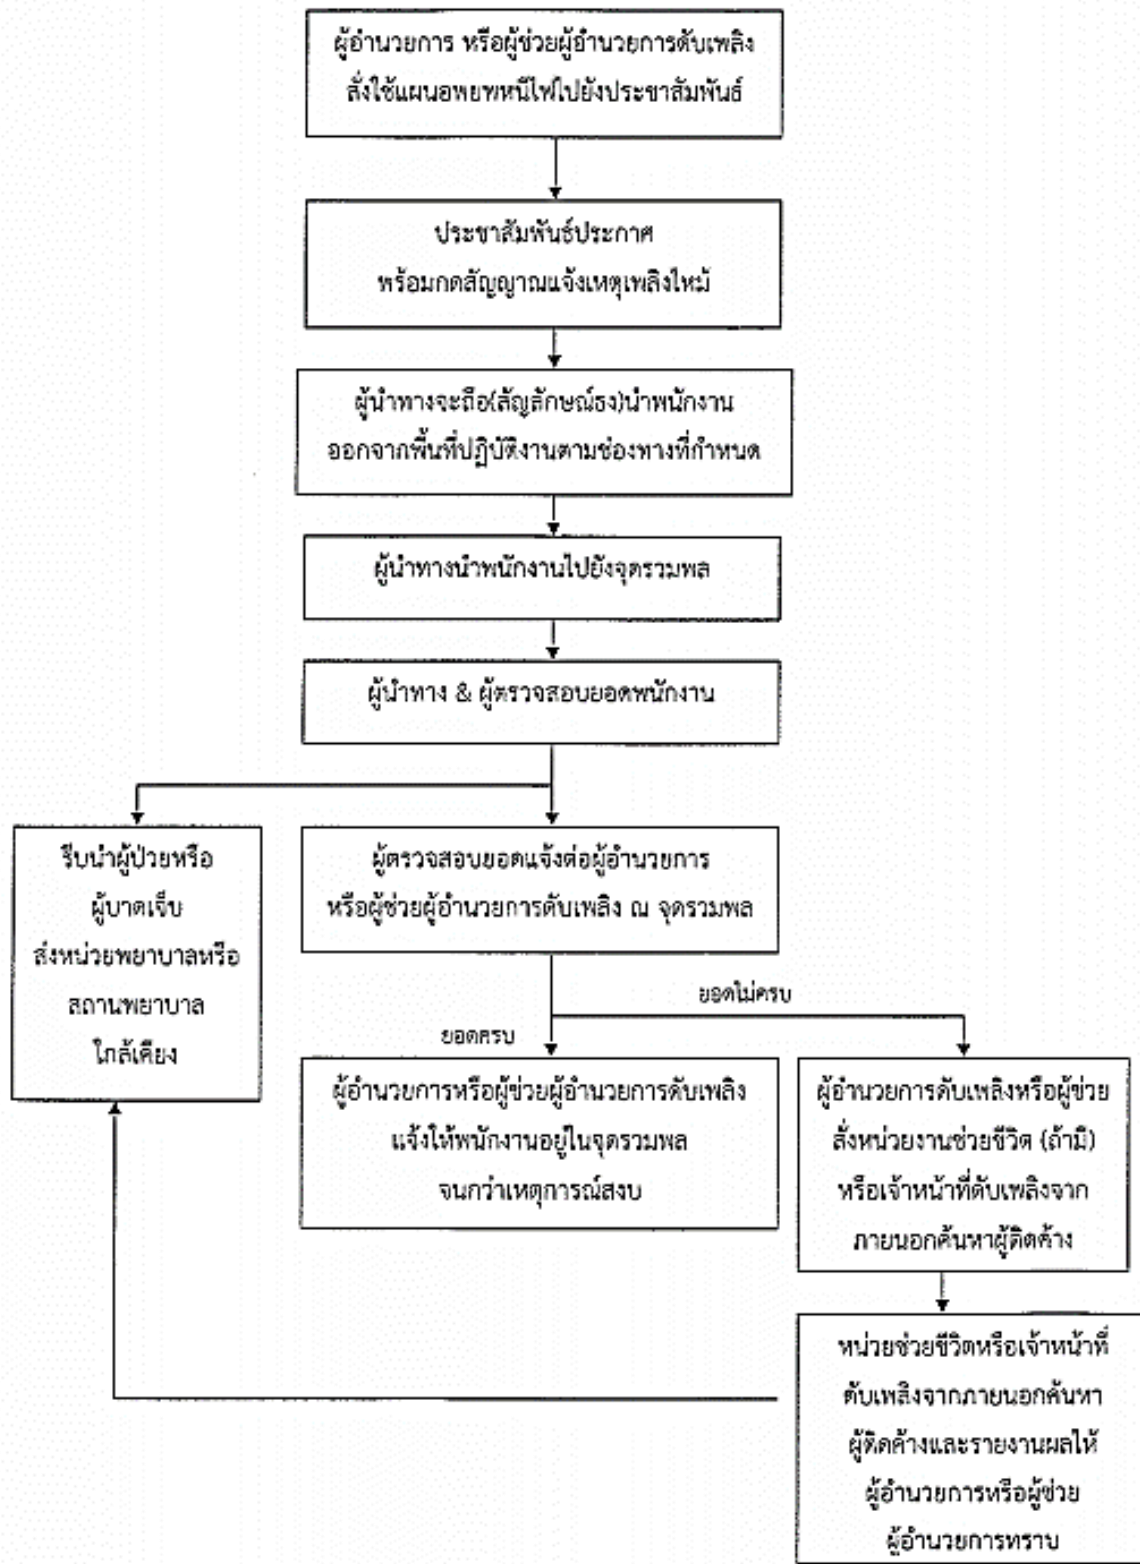 ผู้อำนวยการ หรือผู้ช่วยผู้อำนวยการดับเพลิง
สั่งใช้แผนอพยพหนีไฟไปยังประชาสัมพันธ์
ประชาสัมพันธ์ประกาศ
พร้อมกดสัญญาณแจ้งเหตุเพลิงไหม้
ผู้นำทางจะถือ(สัญลักษณ์ธง)นำพนักงาน
ออกจากพื้นที่ปฏิบัติงานตามช่องทางที่กำหนด
ผู้นำทางนำพนักงานไปยังจุดรวมพล
ผู้นำทาง & ผู้ตรวจสอบยอดพนักงาน
รีบนำผู้ป่วยหรือ
ผู้บาดเจ็บ
ส่งหน่วยพยาบาลหรือ
สถานพยาบาล
ใกล้เคียง
ผู้ตรวจสอบยอดแจ้งต่อผู้อำนวยการ
หรือผู้ช่วยผู้อำนวยการดับเพลิง ณ จุดรวมพล
ยอดไม่ครบ
ยอดครบ
ผู้อำนวยการหรือผู้ช่วยผู้อำนวยการดับเพลิง
แจ้งให้พนักงานอยู่ในจุดรวมพล
จนกว่าเหตุการณ์สงบ
ผู้อำนวยการดับเพลิงหรือผู้ช่วย
สั่งหน่วยงานช่วยชีวิต (ถ้ามี)
หรือเจ้าหน้าที่ดับเพลิงจาก
ภายนอกค้นหาผู้ติดค้าง
หน่วยช่วยชีวิตหรือเจ้าหน้าที่
ดับเพลิงจากภายนอกค้นหา
ผู้ติดค้างและรายงานผลให้
ผู้อำนวยการหรือผู้ช่วย
ผู้อำนวยการทราบ